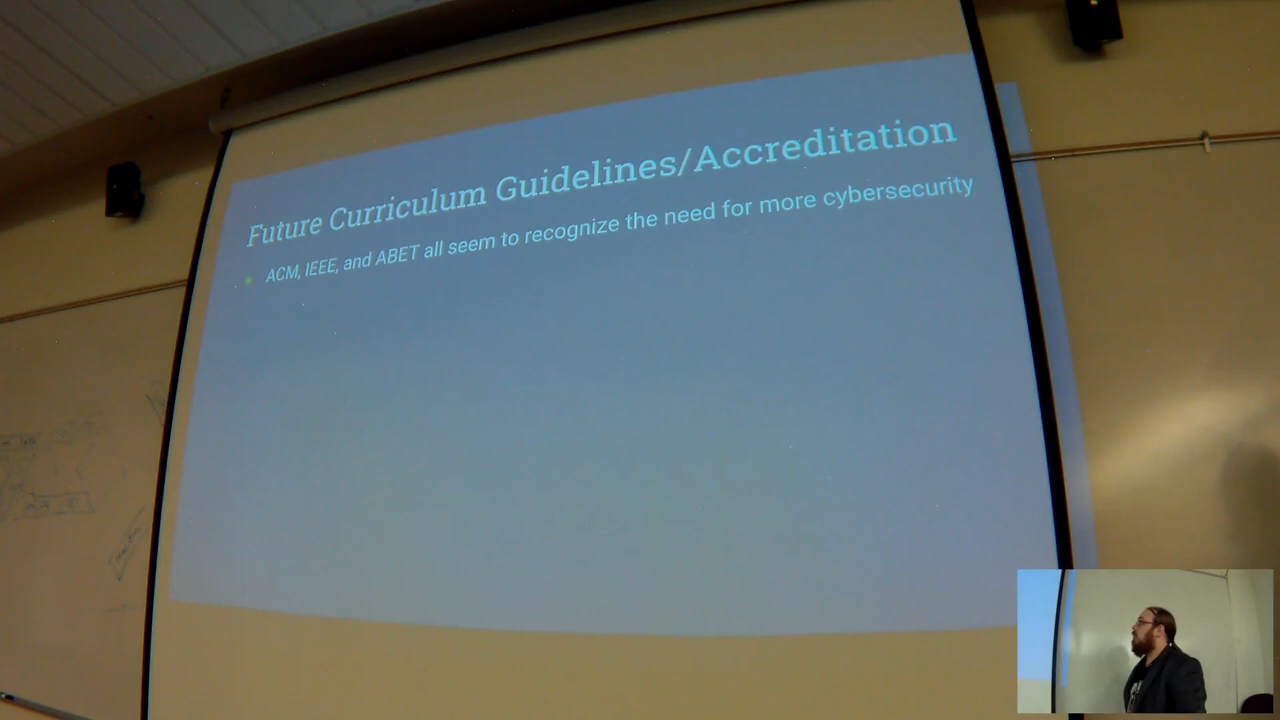 Future Curriculum Guidelines/Accreditation
ACM, IEEE, and ABET all seem to recognize the need for more cybersecurity